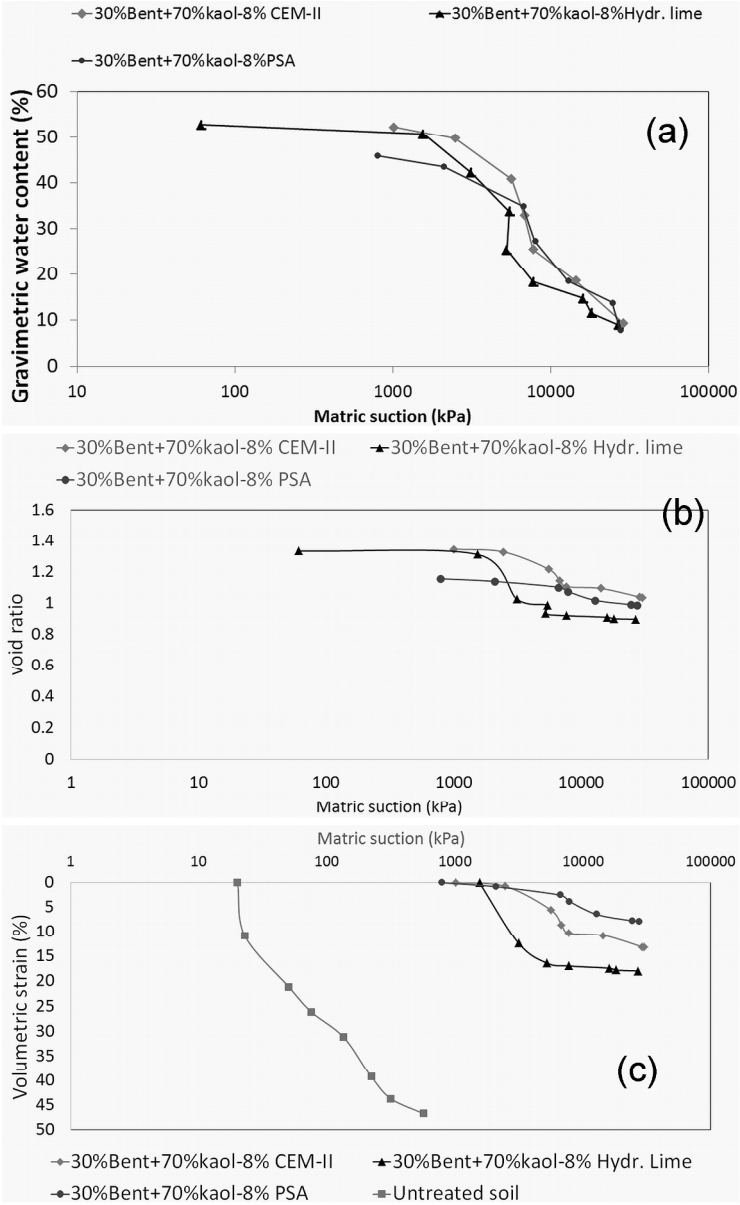 30%Bent+70%kaol-8% CEM-II 30%Bent+70%kaol-8%Hydr. lime
30%Bent+70%kaol-8%PSA
(a)
Gravimetric water content (%)
60
50
40
30
20
10
0
10 100 1000 10000 100000
Matric suction (kPa)
30%Bent+70%kaol-8% CEM-II 30%Bent+70%kaol-8% Hydr. lime
30%Bent+70%kaol-8% PSA
(b)
void ratio
1.6
1.4
1.2
1
0.8
0.6
0.4
0.2
0
1 10 100 1000 10000 100000
Matric suction (kPa)
Matric suction (kPa)
1 10 100 1000 10000 100000
Volumetric strain (%)
0
5
10
15
20
25
30
35
40
45
50
(c)
30%Bent+70%kaol-8% CEM-II 30%Bent+70%kaol-8% Hydr. Lime
30%Bent+70%kaol-8% PSA Untreated soil